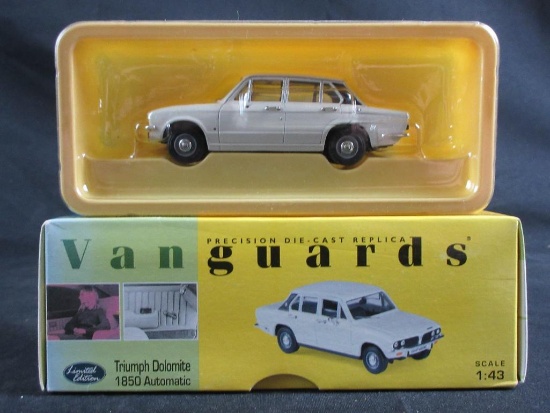 PRECISION DIE-CAST REPLICA
Vanguards
Limited
Edition
Triumph Dolomite
1850 Automatic
SCALE
1:43